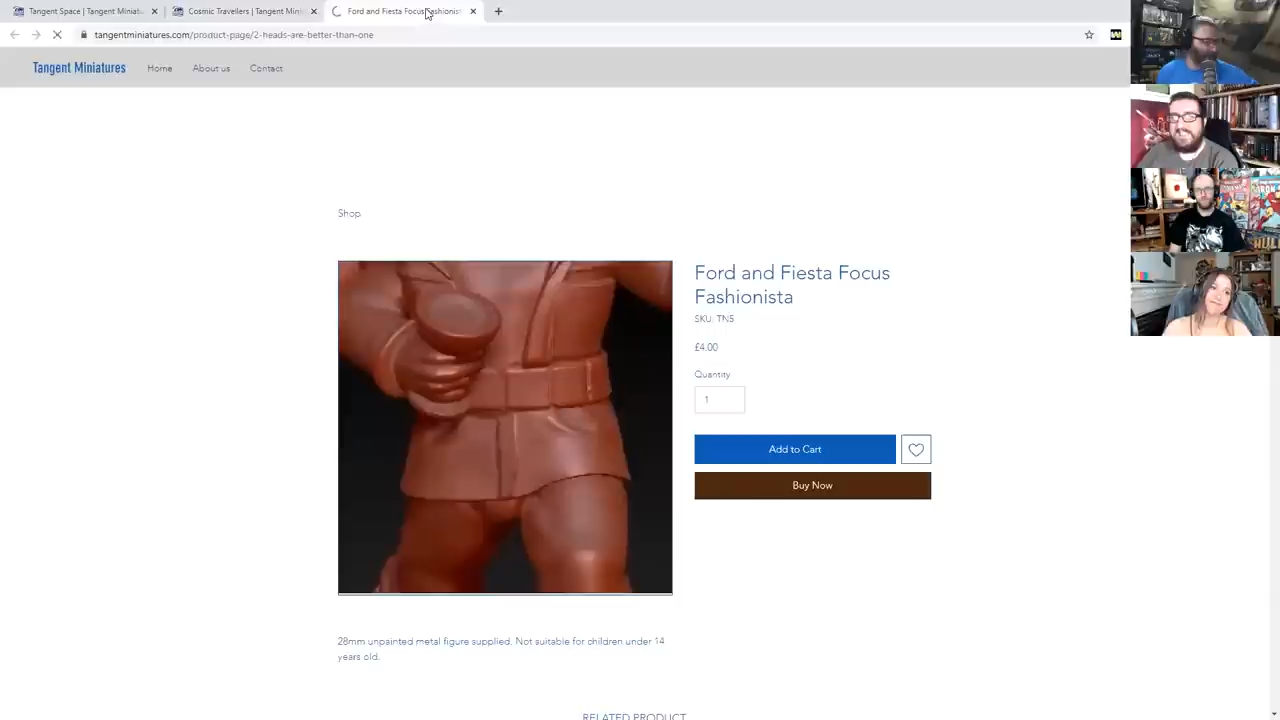 Tangent Space | Tangent Miniat
Cosmic Travellers | Tangent Mini
Ford and Fiesta Focus Fashionist
tangentminiatures.com/product-page/2-heads-are-better-than-one
Tangent Miniatures
Home
About us
Contact
Shop
Ford and Fiesta Focus
Fashionista
SKU: TN5
£4.00
Quantity
1
Add to Cart
Buy Now
28mm unpainted metal figure supplied. Not suitable for children under 14
years old.
RELATED PRODUCT